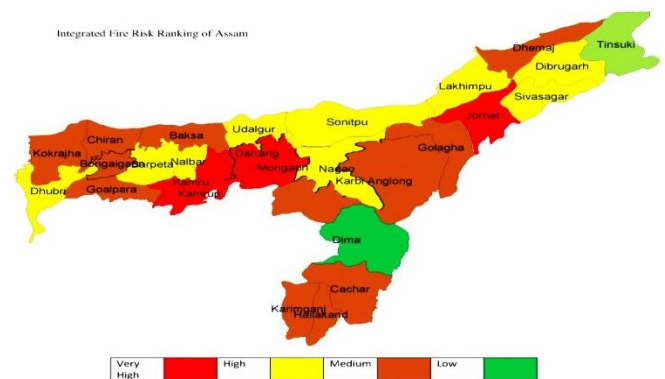 Integrated Fire Risk Ranking of Assam
Dhemaj
Tinsuki
Dibrugarh
Lakhimpu
Sivasagar
Jorhat
Sonitpu
Udalgur
Baksa
Chiran
Kokrajha
Bongaigaon
Barpeta
Nalbar
Darrang
Morigaon
Golagha
Nagao
Karbi Anglong
Dhubri
Goalpara
Kamru
Kamrup
Dima
Cachar
Karimganj
Hailakand
Very High
High
Medium
Low